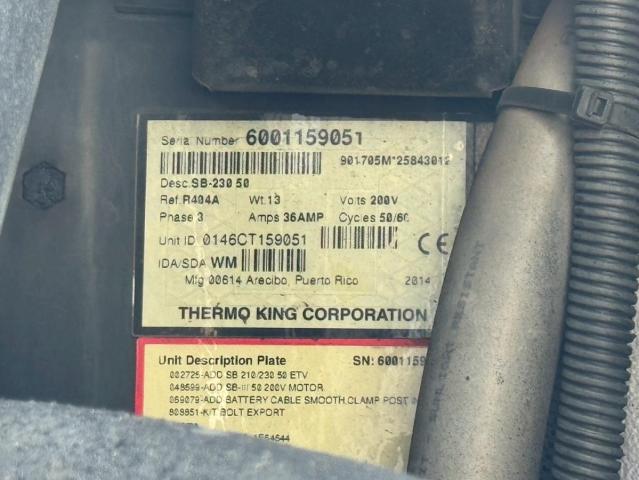 Serial Number 6001159051
901705M*25843012
Desc. SB-230 50
Ref. R404A Wt. 13 Volts 200V
Phase 3 Amps 36AMP Cycles 50/60
Unit ID 0146CT159051
CE
IDA/SDA WM
Mfg 00614 Arecibo, Puerto Rico 2014
THERMO KING CORPORATION
Unit Description Plate SN: 6001159
002725-ADD SB 210/230 50 ETV
048599-ADD SB-III 50 200V MOTOR
059079-ADD BATTERY CABLE SMOOTH,CLAMP POST
808851-KIT BOLT EXPORT